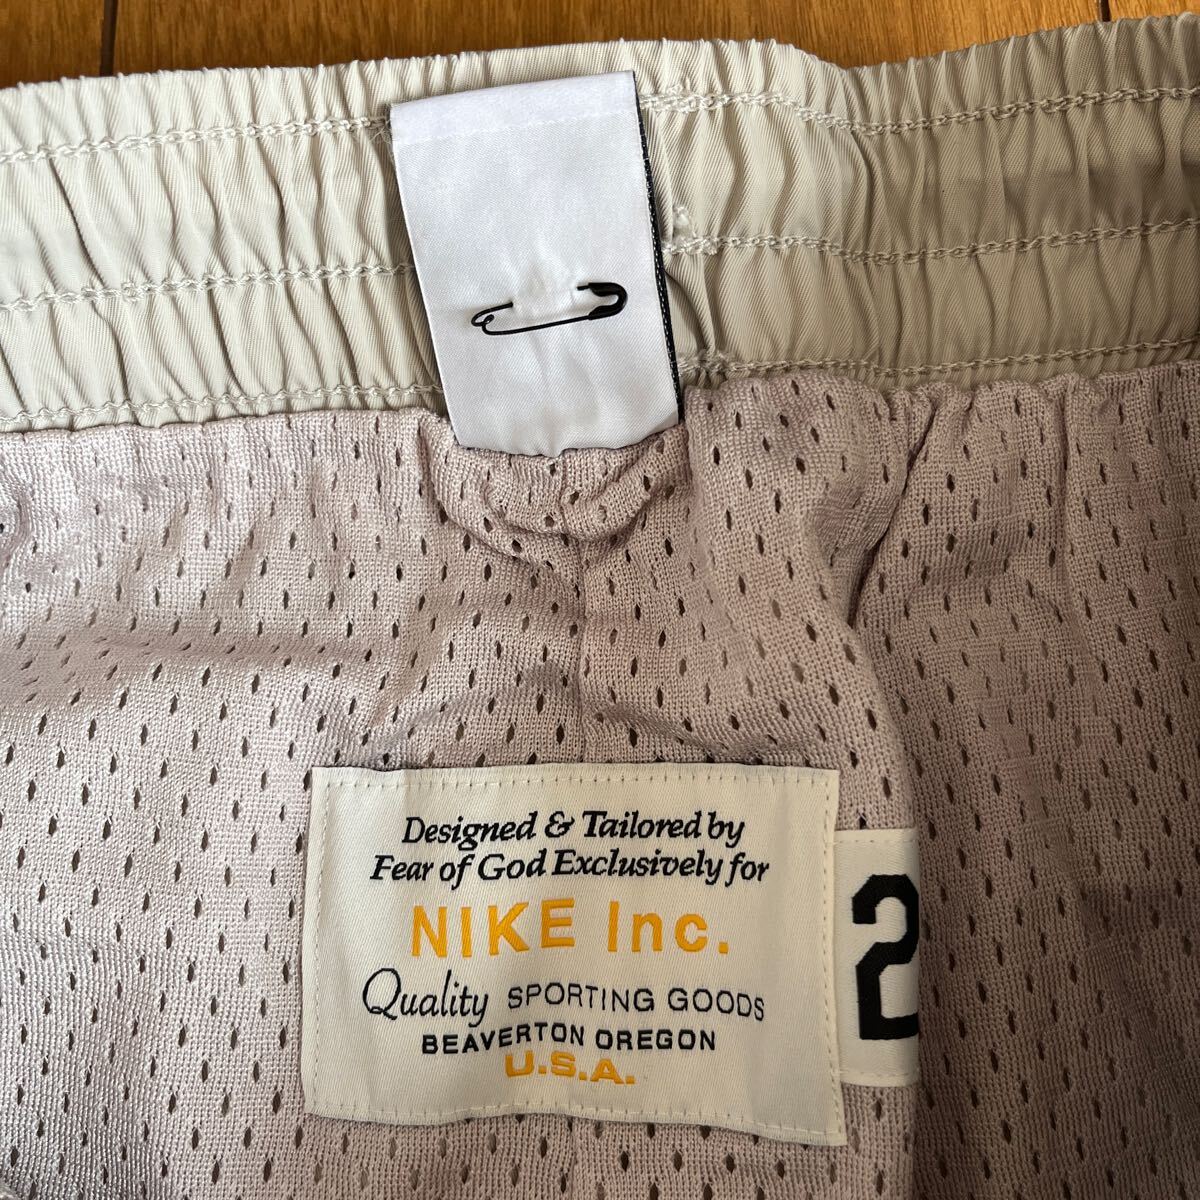 Designed & Tailored by
Fear of God Exclusively for
NIKE Inc.
Quality SPORTING GOODS
BEAVERTON OREGON
U.S.A.
2